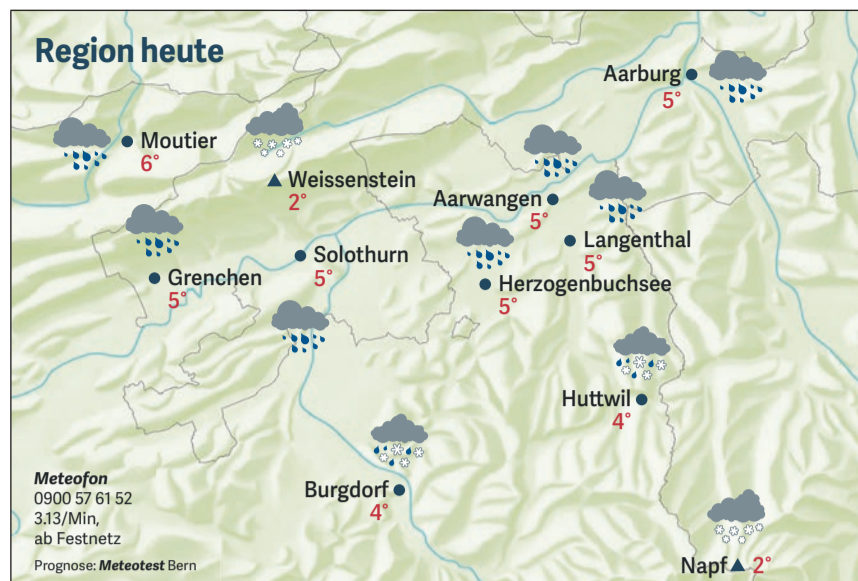 Region heute
Aarburg
5°
Moutier
6°
Weissenstein
2°
Aarwangen
5°
Langenthal
5°
Solothurn
5°
Grenchen
5°
Herzogenbuchsee
5°
Huttwil
4°
Burgdorf
4°
Napf 2°
Meteofon
0900 57 61 52
3.13/Min,
ab Festnetz
Prognose: Meteotest Bern